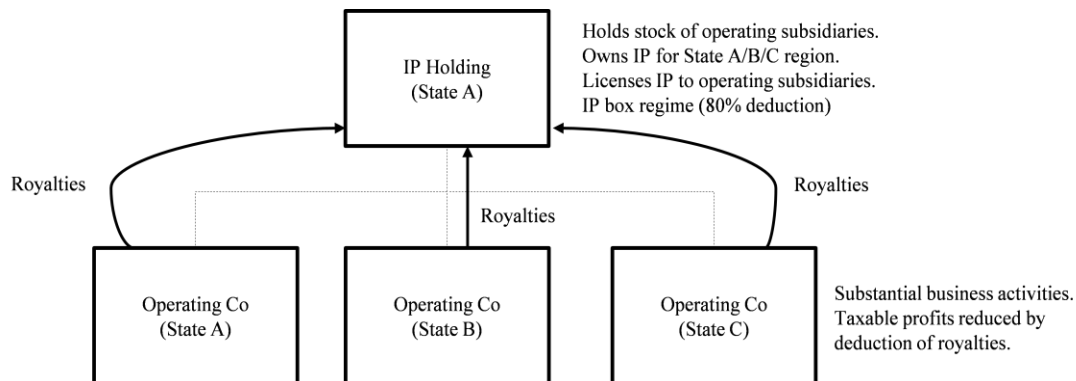 IP Holding
(State A)
Holds stock of operating subsidiaries.
Owns IP for State A/B/C region.
Licenses IP to operating subsidiaries.
IP box regime (80% deduction)
Royalties
Royalties
Royalties
Operating Co
(State A)
Operating Co
(State B)
Operating Co
(State C)
Substantial business activities.
Taxable profits reduced by
deduction of royalties.